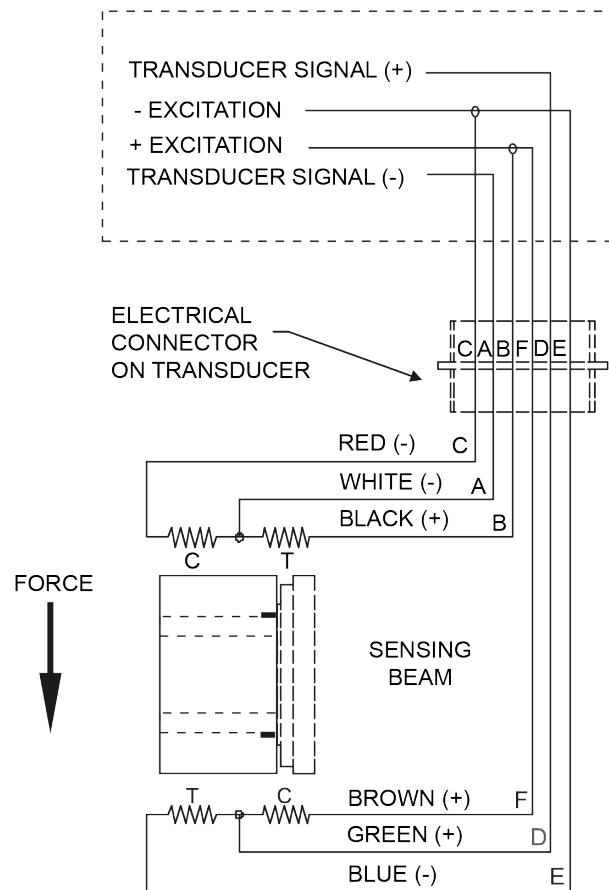 TRANSDUCER SIGNAL (+)
- EXCITATION
+ EXCITATION
TRANSDUCER SIGNAL (-)
ELECTRICAL
CONNECTOR
ON TRANSDUCER
C A B F D E
RED (-) C
WHITE (-) A
BLACK (+) B
C T
FORCE
SENSING
BEAM
T C
BROWN (+) F
GREEN (+) D
BLUE (-) E